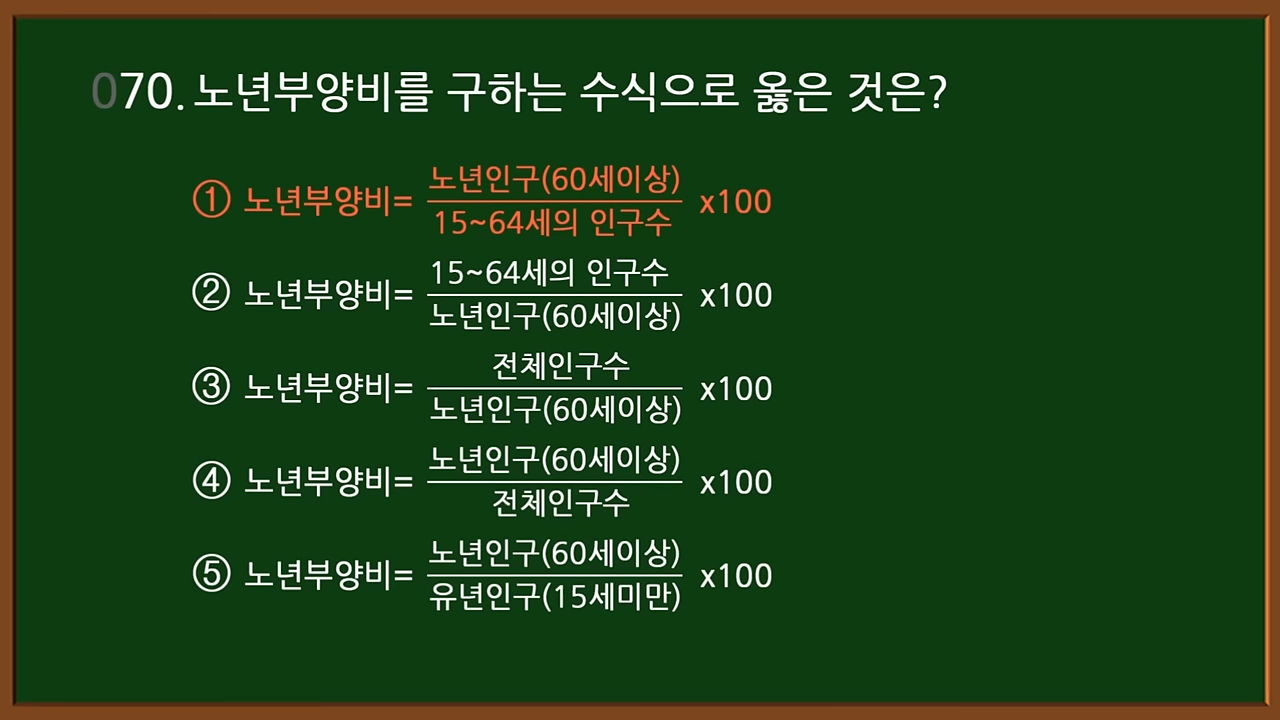 070. 노년부양비를 구하는 수식으로 옳은 것은?
① 노년부양비= 노년인구(60세이상) x100
15~64세의 인구수
② 노년부양비= 15~64세의 인구수 x100
노년인구(60세이상)
③ 노년부양비= 전체인구수 x100
노년인구(60세이상)
④ 노년부양비= 노년인구(60세이상) x100
전체인구수
⑤ 노년부양비= 노년인구(60세이상) x100
유년인구(15세미만)